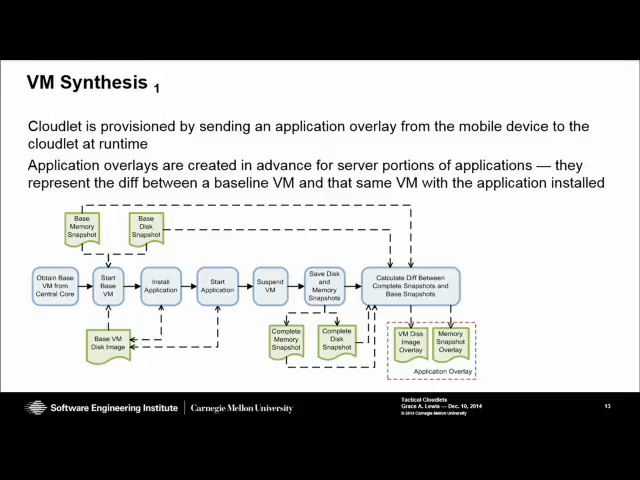 VM Synthesis 1
Cloudlet is provisioned by sending an application overlay from the mobile device to the
cloudlet at runtime
Application overlays are created in advance for server portions of applications — they
represent the diff between a baseline VM and that same VM with the application installed
Base
Memory
Snapshot
Base
Disk
Snapshot
Obtain Base
VM from
Central Core
Start
Base
VM
Install
Application
Start
Application
Suspend
VM
Save Disk
and
Memory
Snapshots
Calculate Diff Between
Complete Snapshots and
Base Snapshots
Base VM
Disk Image
Complete
Memory
Snapshot
Complete
Disk
Snapshot
VM Disk
Image
Overlay
Memory
Snapshot
Overlay
Application Overlay
Software Engineering Institute | Carnegie Mellon University
Tactical Cloudlets
Grace A. Lewis — Dec. 10, 2014
© 2014 Carnegie Mellon University
13